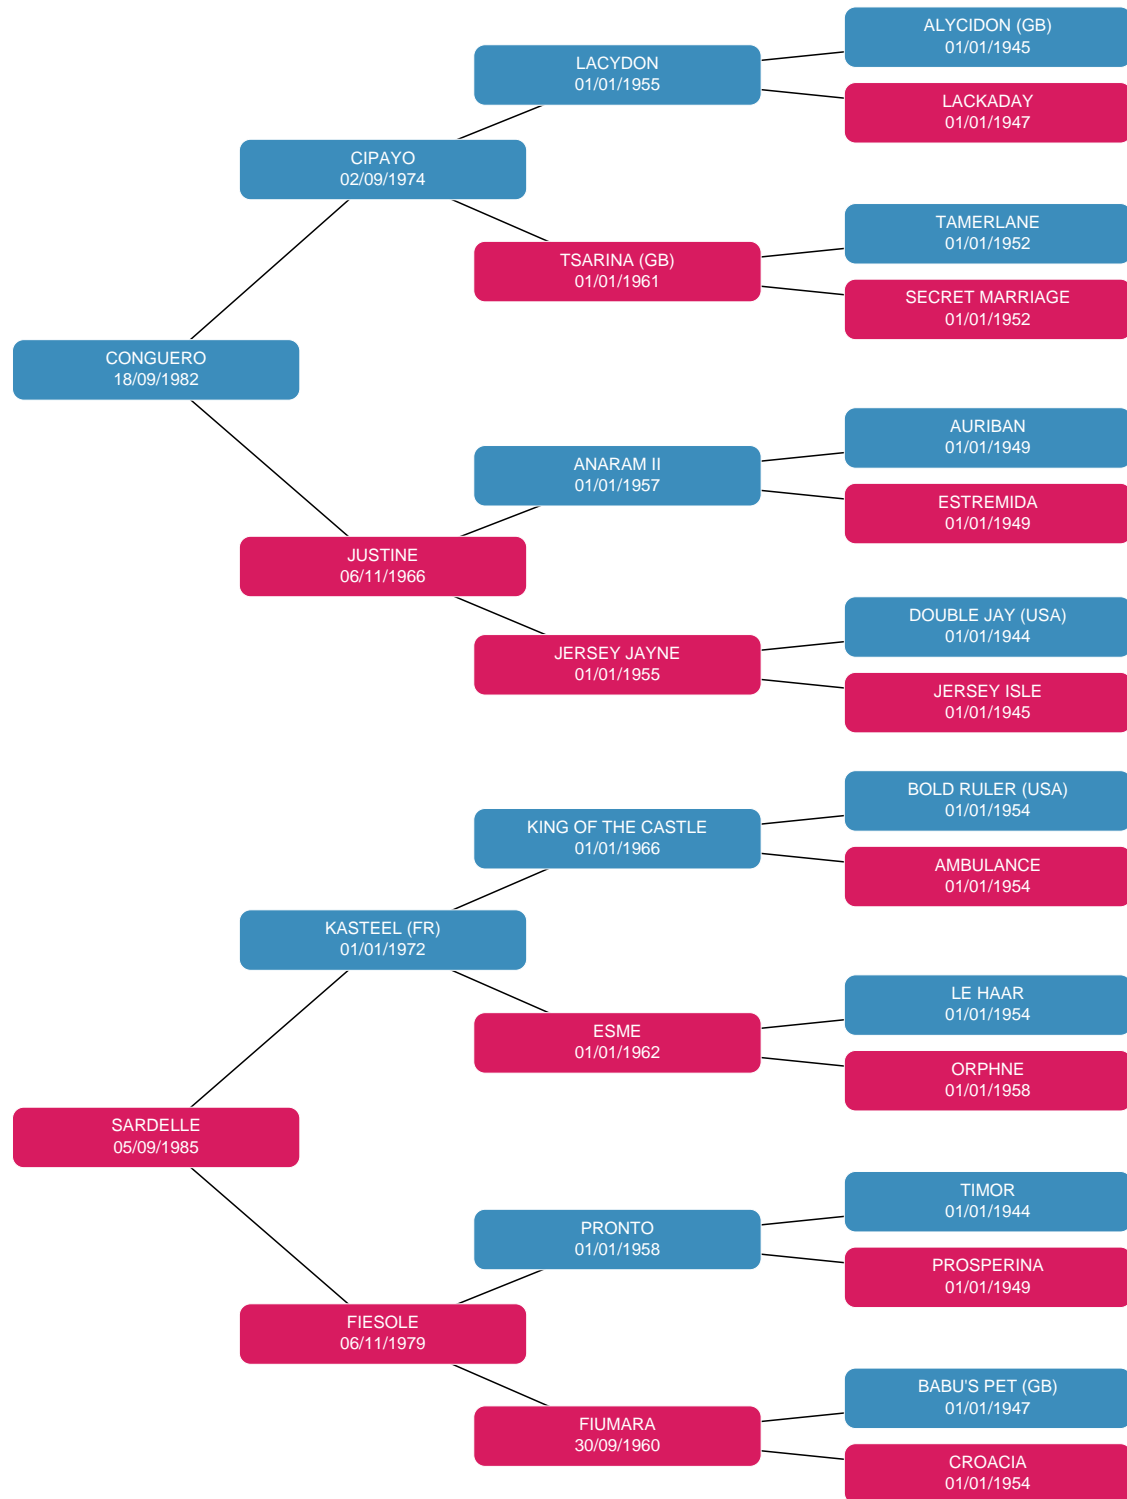 ALYCIDON (GB)
01/01/1945
LACYDON
01/01/1955
LACKADAY
01/01/1947
CIPAYO
02/09/1974
TAMERLANE
01/01/1952
TSARINA (GB)
01/01/1961
SECRET MARRIAGE
01/01/1952
CONGUERO
18/09/1982
AURIBAN
01/01/1949
ANARAM II
01/01/1957
ESTREMIDA
01/01/1949
JUSTINE
06/11/1966
DOUBLE JAY (USA)
01/01/1944
JERSEY JAYNE
01/01/1955
JERSEY ISLE
01/01/1945
BOLD RULER (USA)
01/01/1954
KING OF THE CASTLE
01/01/1966
AMBULANCE
01/01/1954
KASTEEL (FR)
01/01/1972
LE HAAR
01/01/1954
ESME
01/01/1962
ORPHNE
01/01/1958
SARDELLE
05/09/1985
TIMOR
01/01/1944
PRONTO
01/01/1958
PROSPERINA
01/01/1949
FIESOLE
06/11/1979
BABU'S PET (GB)
01/01/1947
FIUMARA
30/09/1960
CROACIA
01/01/1954